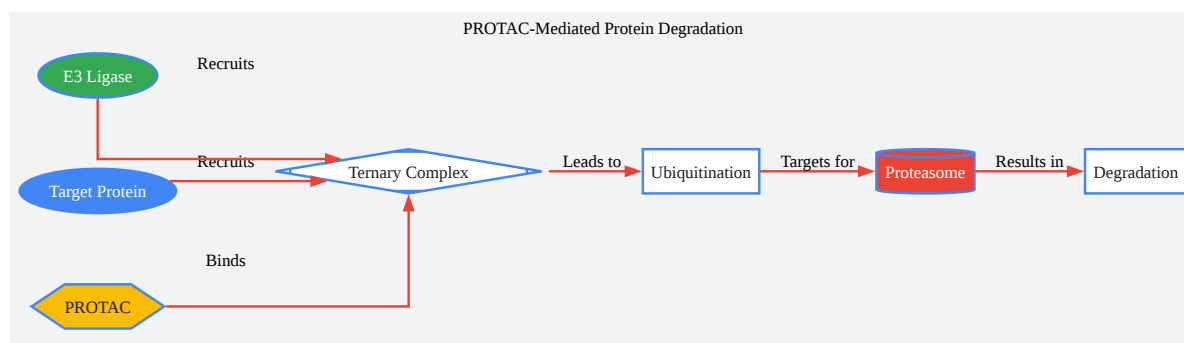 PROTAC-Mediated Protein Degradation
Recruits
E3 Ligase
Recruits
Target Protein
Ternary Complex
Leads to
Ubiquitination
Targets for
Proteasome
Results in
Degradation
Binds
PROTAC